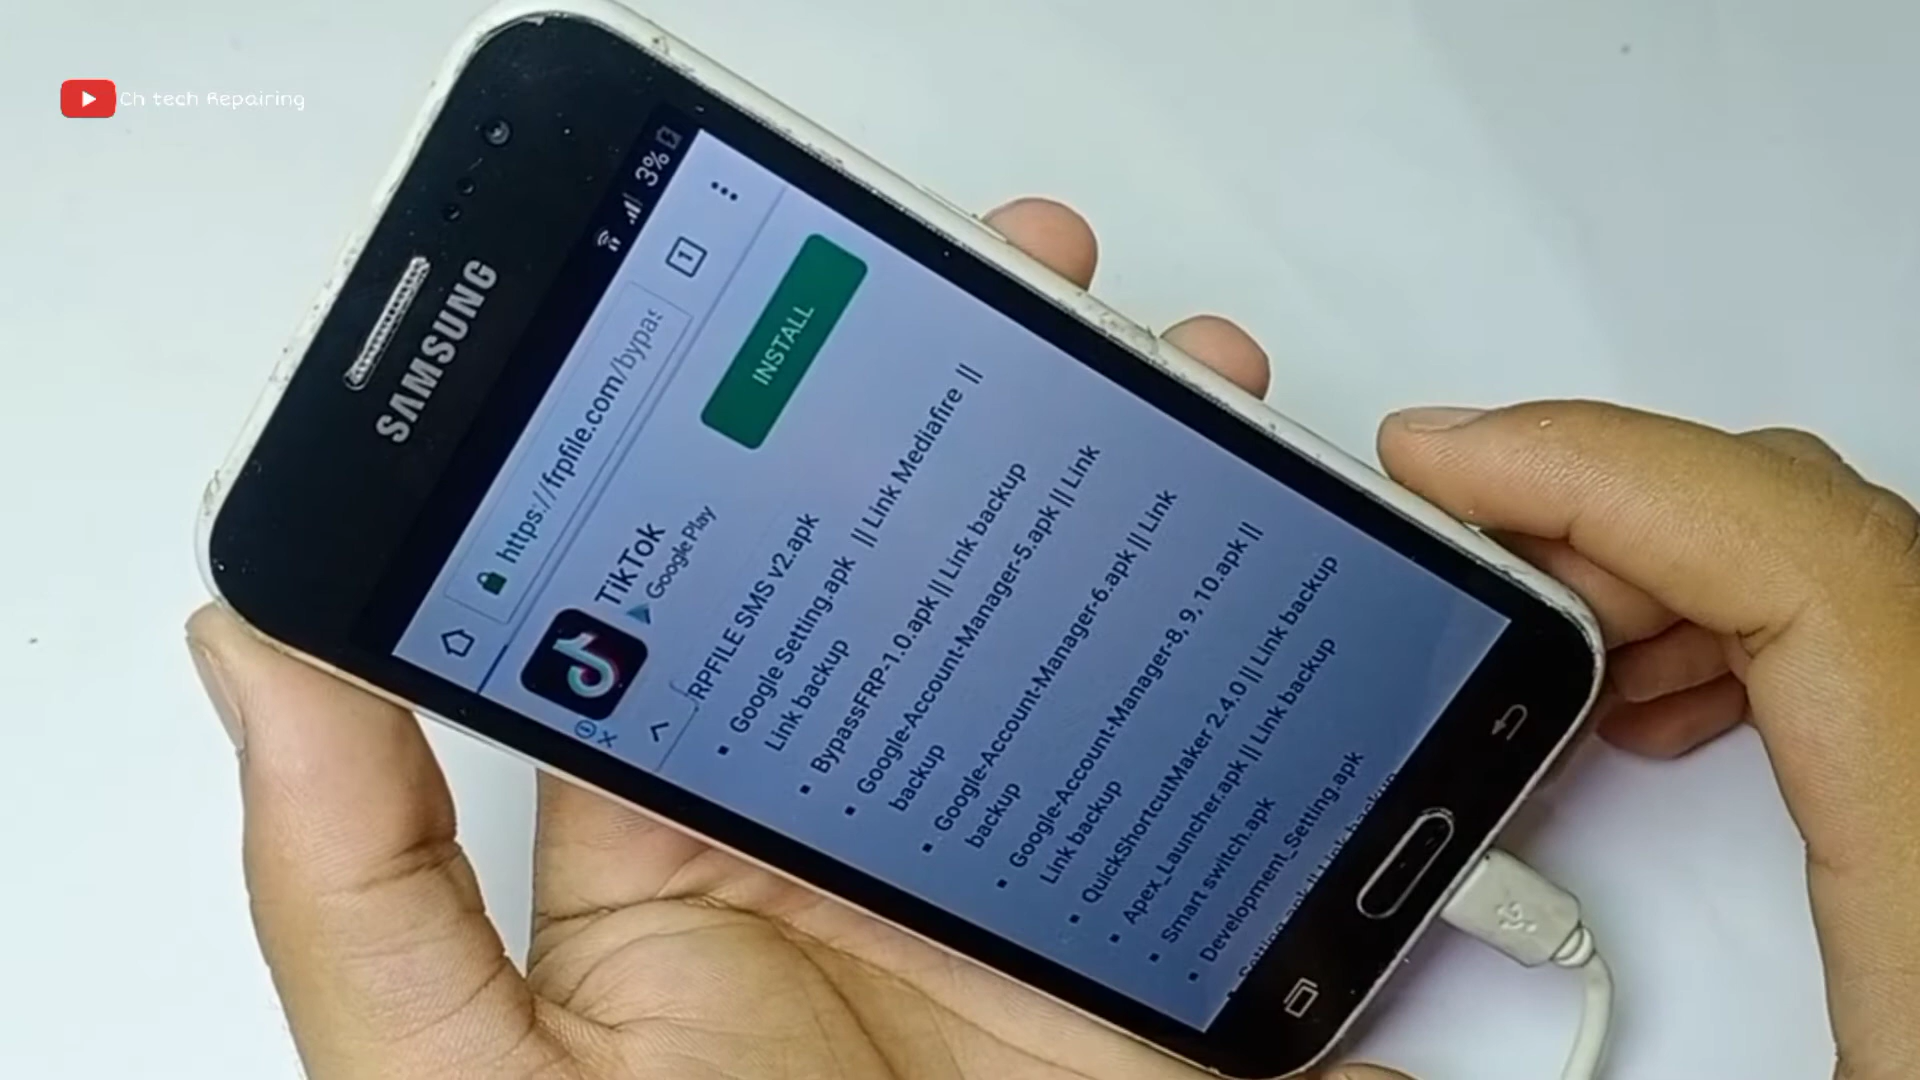 Ch tech Repairing
SAMSUNG
3%
1
https://frpfile.com/bypas
TikTok
Google Play
INSTALL
RPFILE SMS v2.apk
Google Setting.apk || Link Mediafire ||
Link backup
BypassFRP-1.0.apk || Link backup
Google-Account-Manager-5.apk || Link
backup
Google-Account-Manager-6.apk || Link
backup
Google-Account-Manager-8, 9, 10.apk ||
Link backup
QuickShortcutMaker 2.4.0 || Link backup
Apex_Launcher.apk || Link backup
Smart switch.apk
Development_Setting.apk